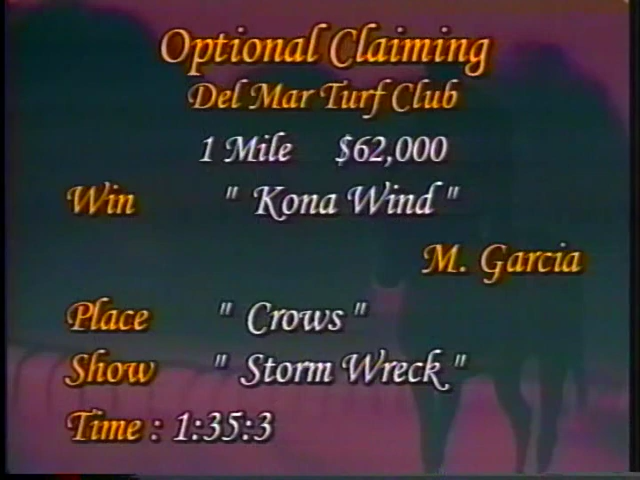 Optional Claiming
Del Mar Turf Club
1 Mile $62,000
Win " Kona Wind "
M. Garcia
Place " Crows "
Show " Storm Wreck "
Time : 1:35:3